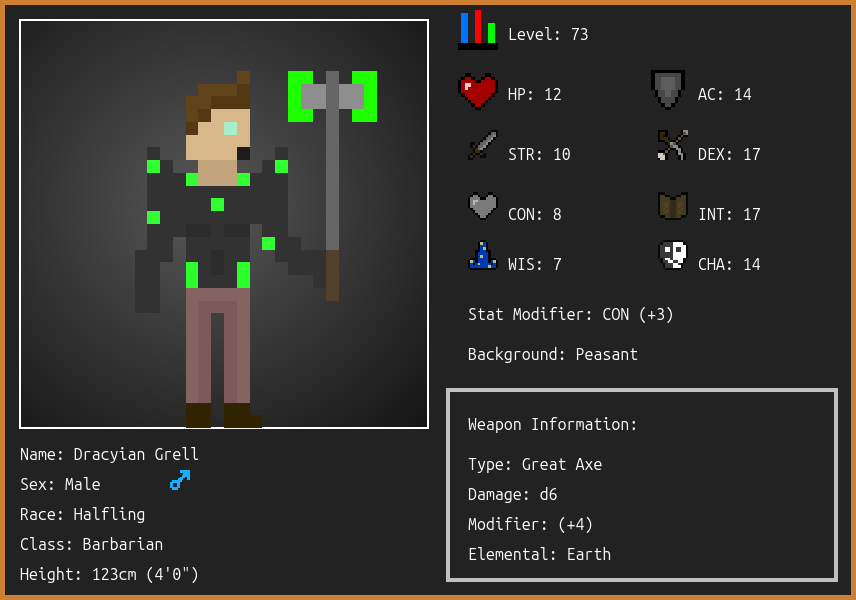 Level: 73
HP: 12
AC: 14
STR: 10
DEX: 17
CON: 8
INT: 17
WIS: 7
CHA: 14
Stat Modifier: CON (+3)
Background: Peasant
Weapon Information:
Type: Great Axe
Damage: d6
Modifier: (+4)
Elemental: Earth
Name: Dracyian Grell
Sex: Male
Race: Halfling
Class: Barbarian
Height: 123cm (4'0")